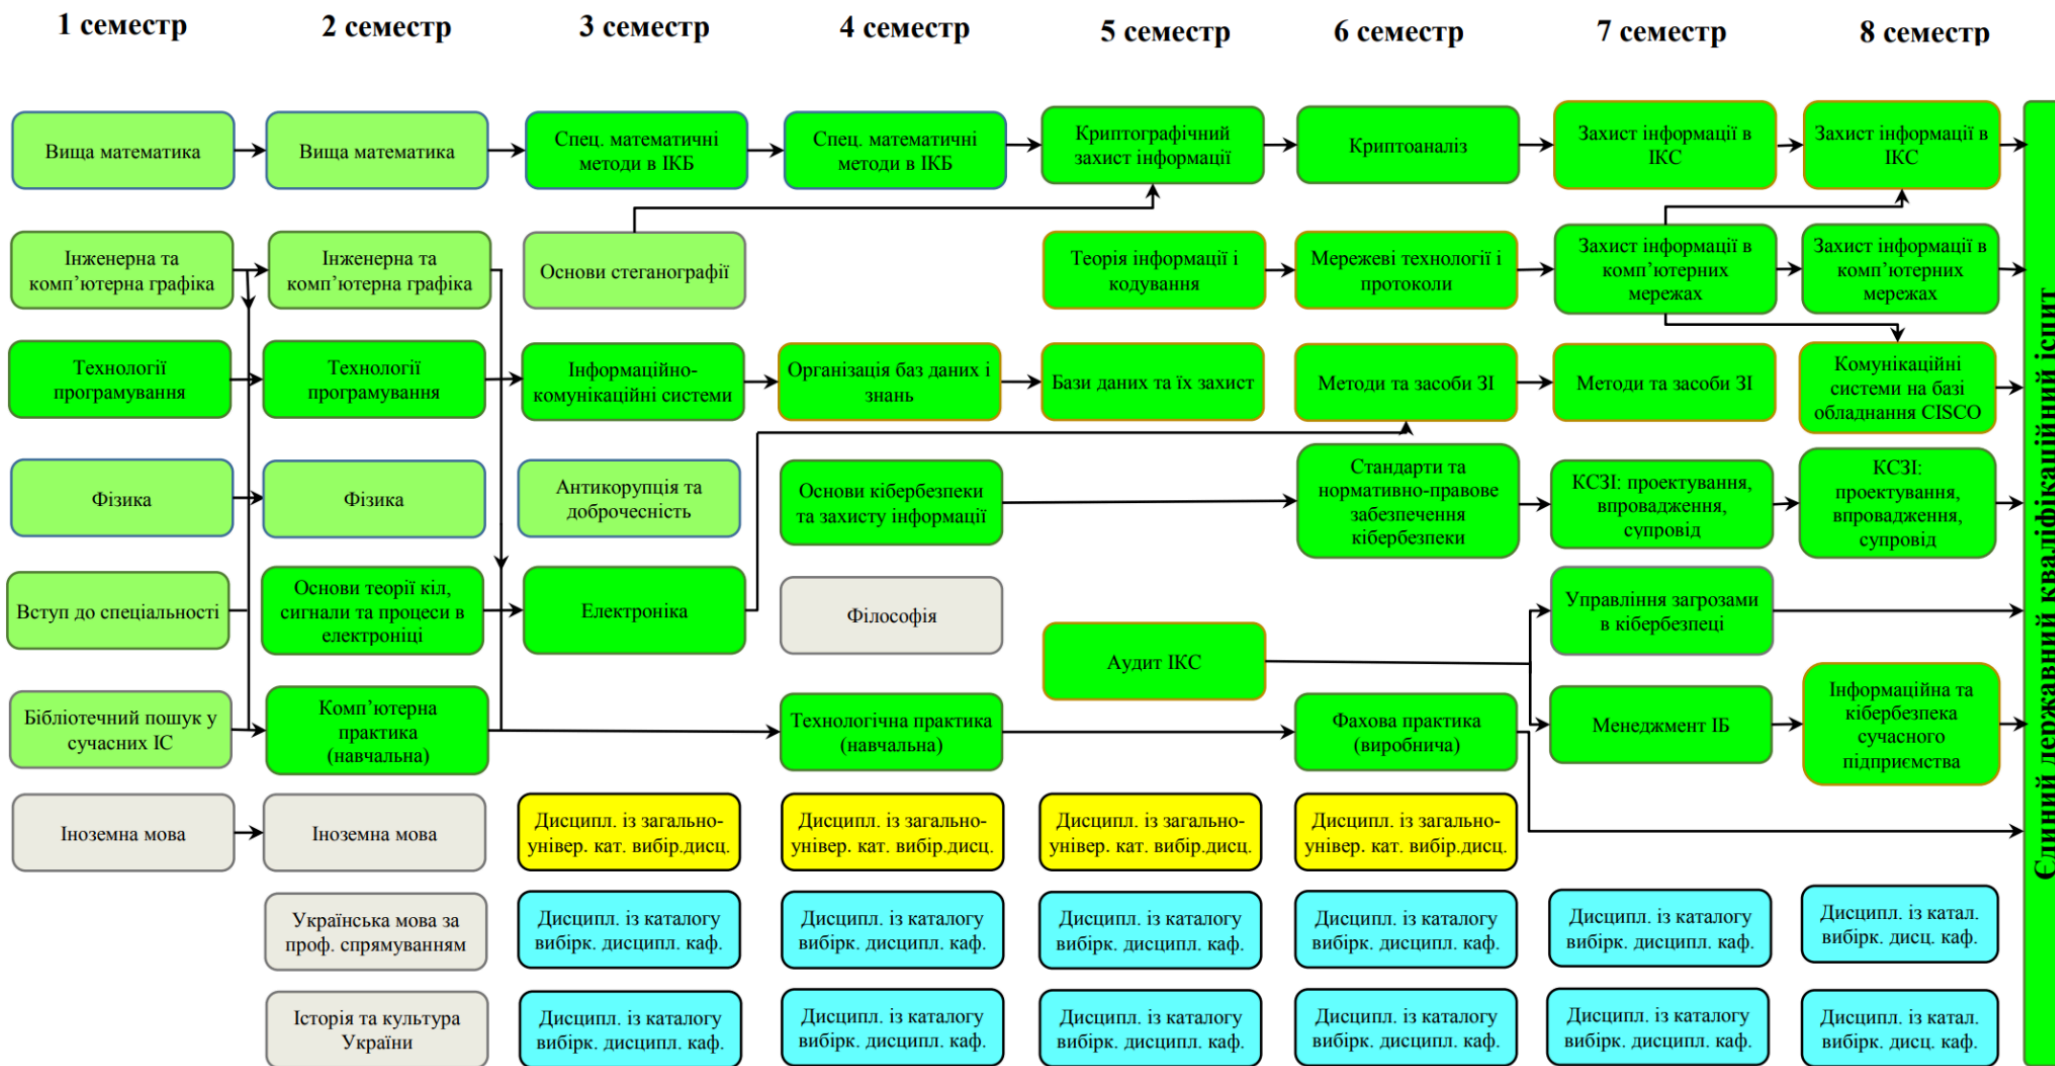 1 семестр
2 семестр
3 семестр
4 семестр
5 семестр
6 семестр
7 семестр
8 семестр
Вища математика
Вища математика
Спец. математичні
методи в ІКБ
Спец. математичні
методи в ІКБ
Криптографічний
захист інформації
Криптоаналіз
Захист інформації в
ІКС
Захист інформації в
ІКС
Інженерна та
комп’ютерна графіка
Інженерна та
комп’ютерна графіка
Основи стеганографії
Теорія інформації і
кодування
Мережеві технології і
протоколи
Захист інформації в
комп’ютерних
мережах
Захист інформації в
комп’ютерних
мережах
Технології
програмування
Технології
програмування
Інформаційно-
комунікаційні системи
Організація баз даних і
знань
Бази даних та їх захист
Методи та засоби ЗІ
Методи та засоби ЗІ
Комунікаційні
системи на базі
обладнання CISCO
Фізика
Фізика
Антикорупція та
доброчесність
Основи кібербезпеки
та захисту інформації
Стандарти та
нормативно-правове
забезпечення
кібербезпеки
КСЗІ: проектування,
впровадження,
супровід
КСЗІ:
проектування,
впровадження,
супровід
Вступ до спеціальності
Основи теорії кіл,
сигнали та процеси в
електроніці
Електроніка
Філософія
Аудит ІКС
Управління загрозами
в кібербезпеці
Бібліотечний пошук у
сучасних ІС
Комп’ютерна
практика
(навчальна)
Технологічна практика
(навчальна)
Фахова практика
(виробнича)
Менеджмент ІБ
Інформаційна та
кібербезпека
сучасного
підприємства
Іноземна мова
Іноземна мова
Дисципл. із загально-
універ. кат. вибір.дисц.
Дисципл. із загально-
універ. кат. вибір.дисц.
Дисципл. із загально-
універ. кат. вибір.дисц.
Дисципл. із загально-
універ. кат. вибір.дисц.
Українська мова за
проф. спрямуванням
Дисципл. із каталогу
вибірк. дисципл. каф.
Дисципл. із каталогу
вибірк. дисципл. каф.
Дисципл. із каталогу
вибірк. дисципл. каф.
Дисципл. із каталогу
вибірк. дисципл. каф.
Дисципл. із каталогу
вибірк. дисципл. каф.
Дисципл. із катал.
вибірк. дисц. каф.
Історія та культура
України
Дисципл. із каталогу
вибірк. дисципл. каф.
Дисципл. із каталогу
вибірк. дисципл. каф.
Дисципл. із каталогу
вибірк. дисципл. каф.
Дисципл. із каталогу
вибірк. дисципл. каф.
Дисципл. із каталогу
вибірк. дисципл. каф.
Дисципл. із катал.
вибірк. дисц. каф.
Єдиний державний кваліфікаційний іспит